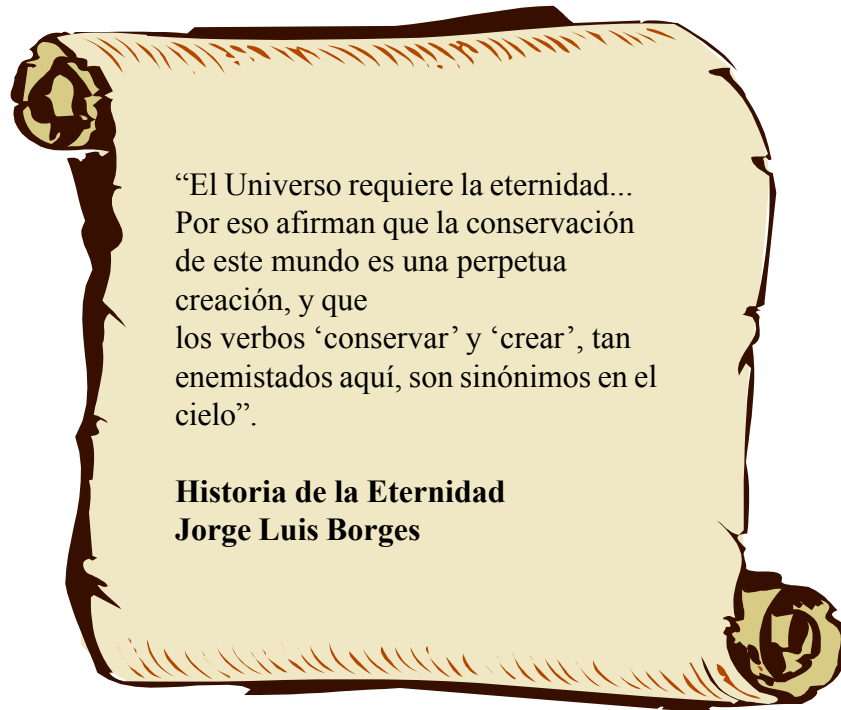 “El Universo requiere la eternidad...
Por eso afirman que la conservación
de este mundo es una perpetua
creación, y que
los verbos ‘conservar’ y ‘crear’, tan
enemistados aquí, son sinónimos en el
cielo”.
Historia de la Eternidad
Jorge Luis Borges